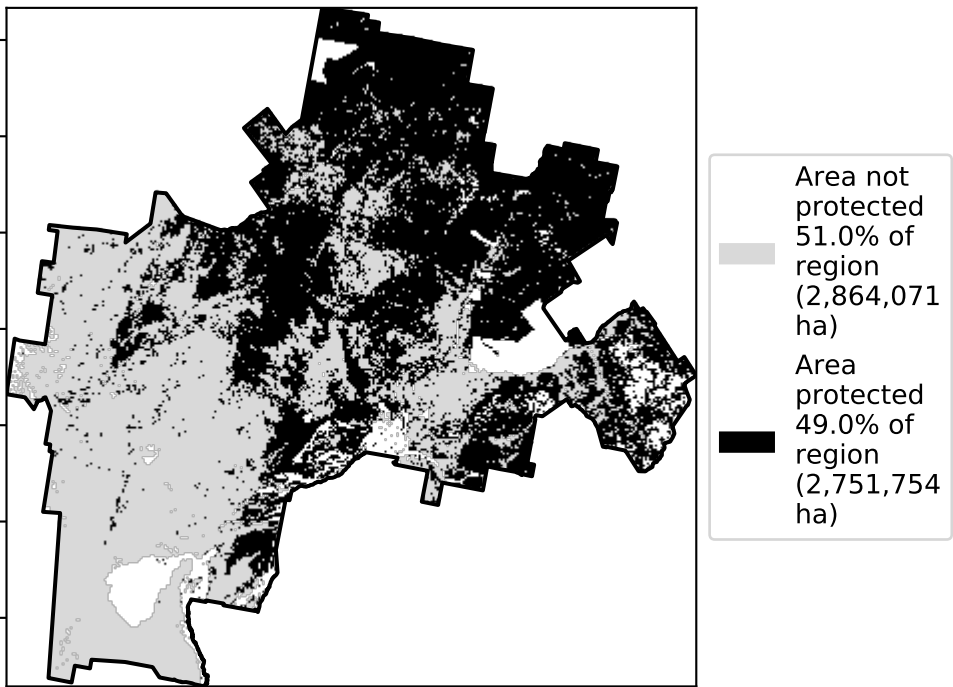 Area not
protected
51.0% of
region
(2,864,071
ha)
Area
protected
49.0% of
region
(2,751,754
ha)